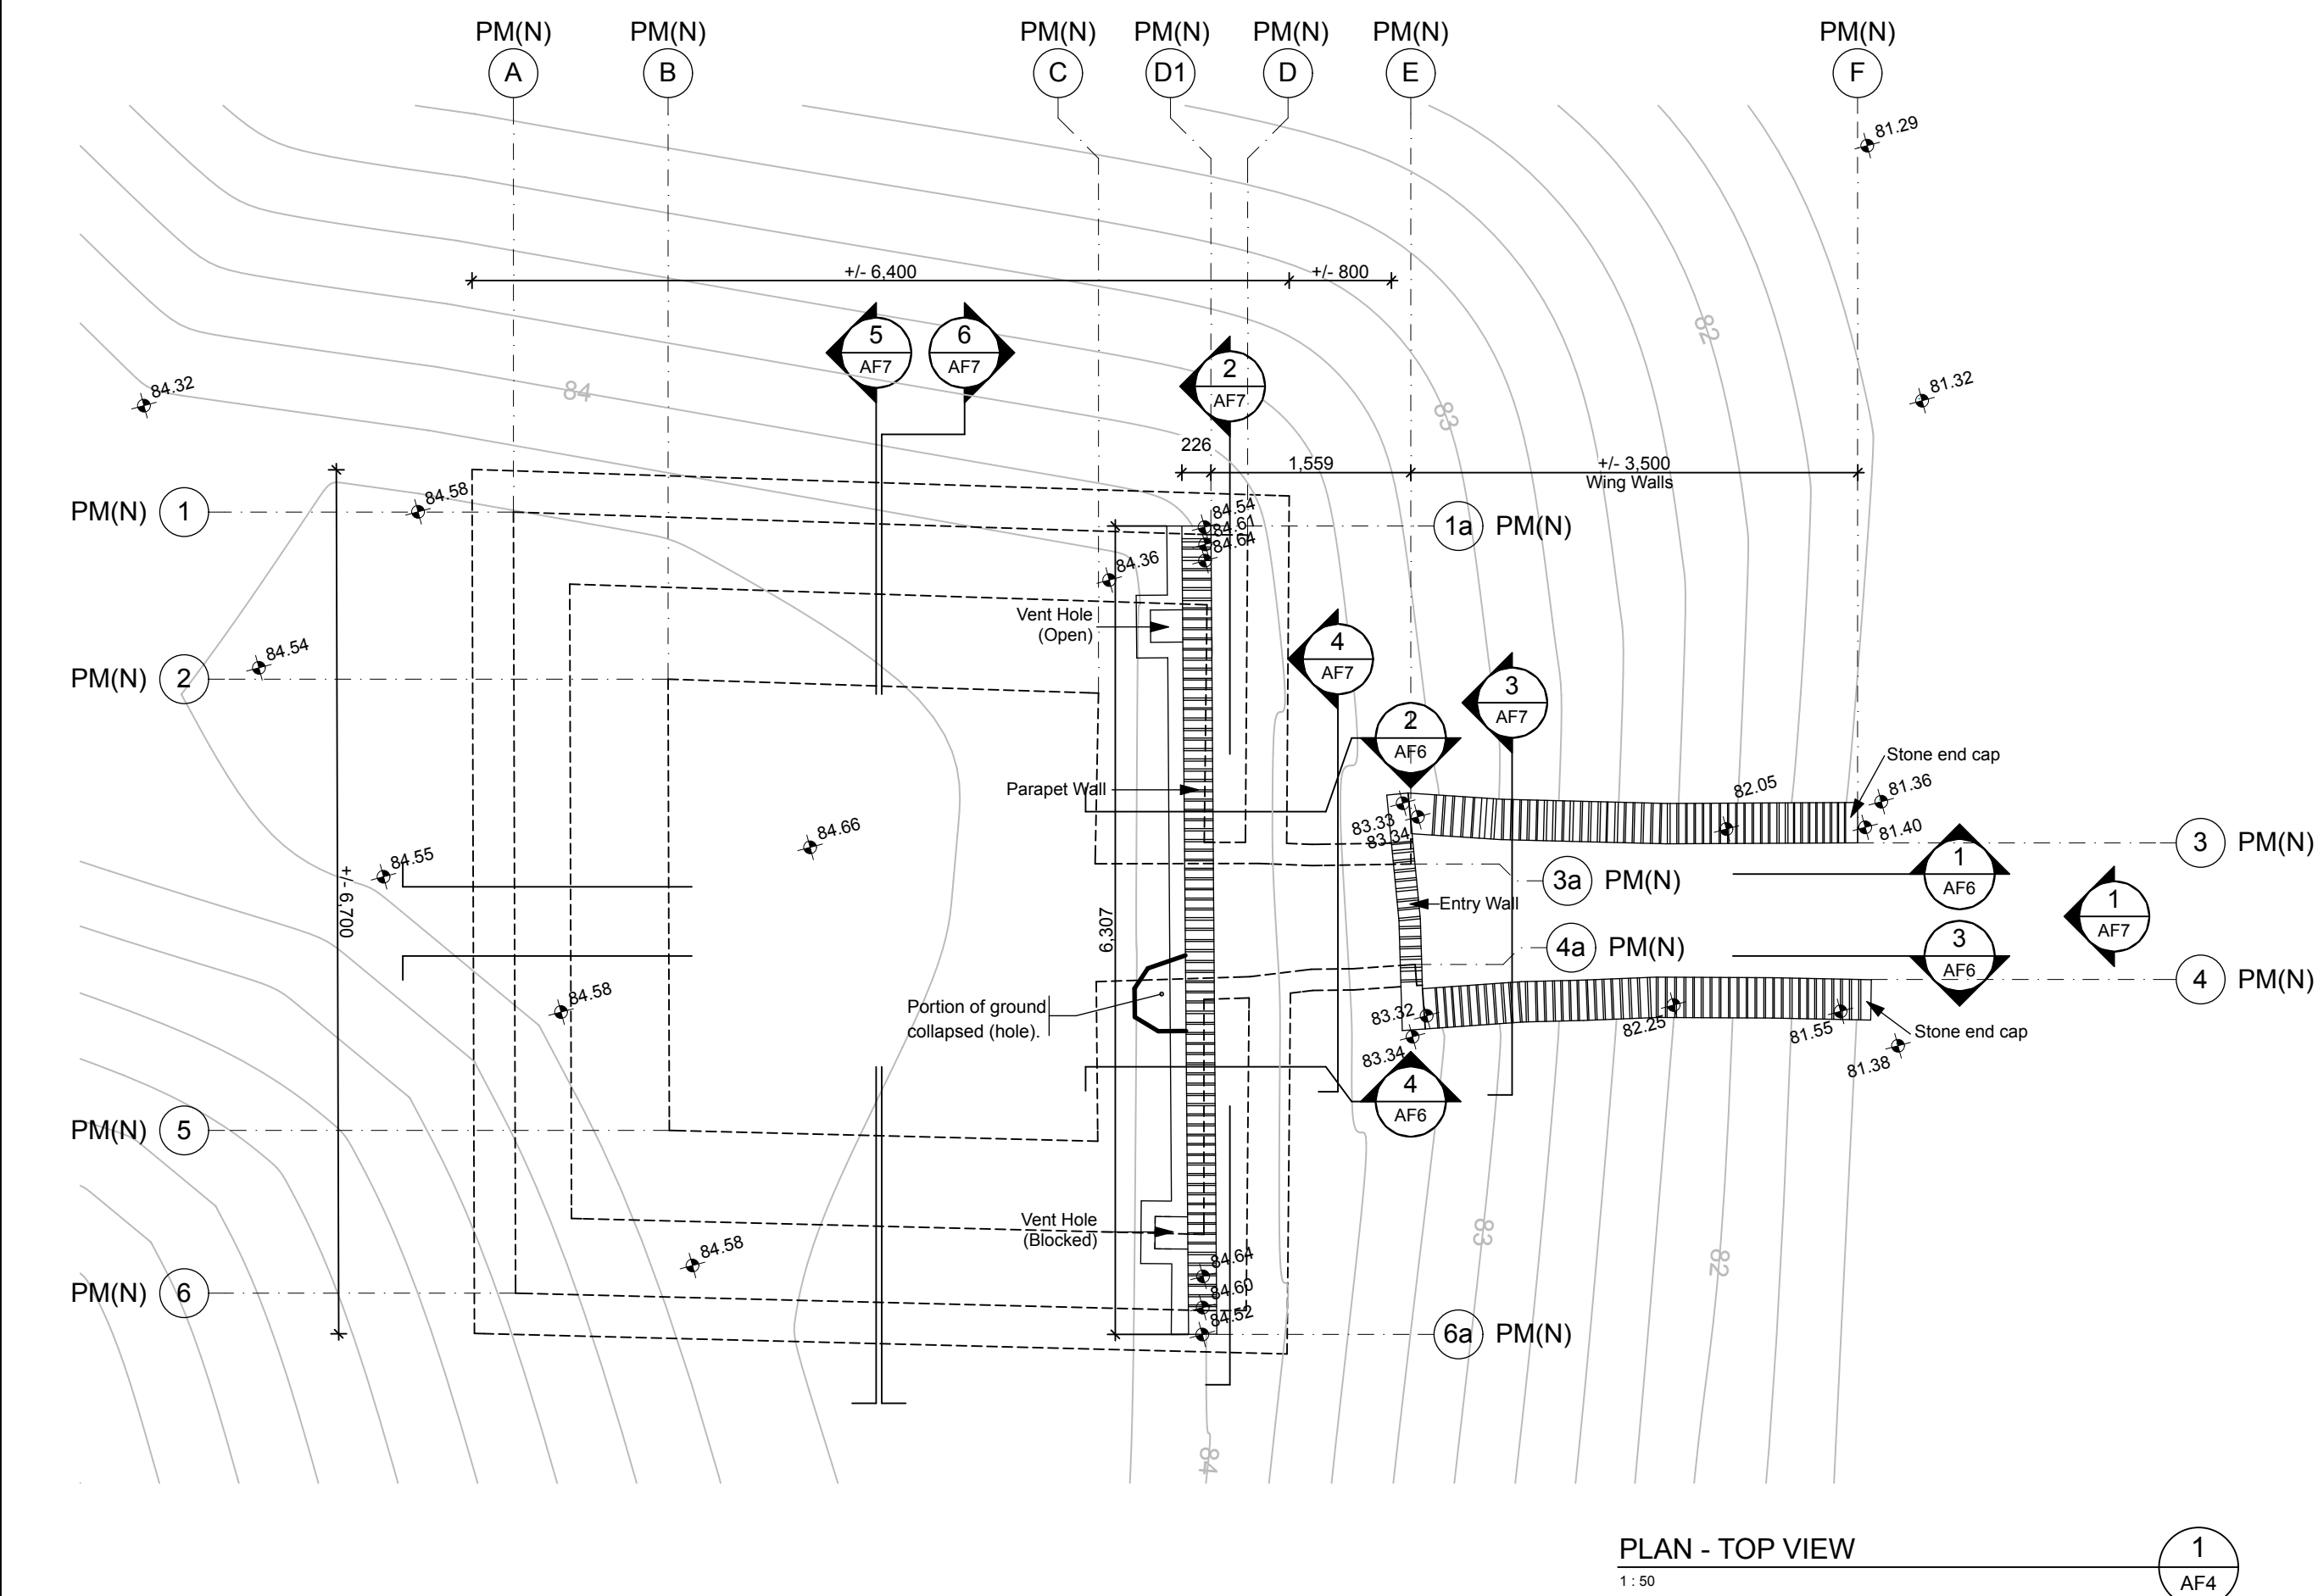 PM(N) PM(N) PM(N) PM(N) PM(N) PM(N) PM(N)
A B C D1 D E F
81.29
+/- 6,400 +/- 800
82
5 6
AF7 AF7
2
AF7
84.32
84
81.32
83
226 1,559 +/- 3,500
Wing Walls
PM(N) 1
84.58
84.54
84.61
84.64
1a PM(N)
84.36
Vent Hole
(Open)
84.54
PM(N) 2
4
AF7
3
AF7
2
AF6
Stone end cap
Parapet Wall
82.05
81.36
83.33
83.34
81.40
84.66
3 PM(N)
84.55
+/- 6,700
3a PM(N)
1
AF6
Entry Wall
1
AF7
6,307
4a PM(N)
3
AF6
84.58
4 PM(N)
Portion of ground
collapsed (hole).
83.32
82.25
81.55
Stone end cap
83.34
81.38
4
AF6
PM(N) 5
Vent Hole
(Blocked)
83
82
84.58
84.64
84.60
84.52
PM(N) 6
6a PM(N)
84
PLAN - TOP VIEW
1 : 50
1
AF4